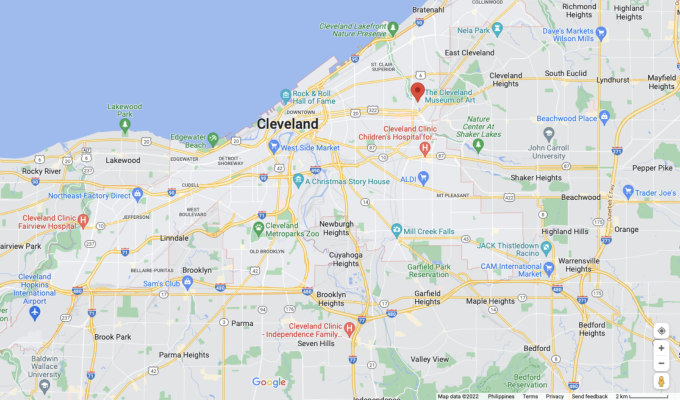 Bratenahl
COLLINWOOD
Richmond
Heights
Highland
Heights
Cleveland Lakefront
Nature Preserve
Nela Park
Dave's Markets
Wilson Mills
East Cleveland
ST. CLAIR
SUPERIOR
Cleveland
Heights
South Euclid
Lyndhurst
Mayfield
Heights
Rock & Roll
Hall of Fame
The Cleveland
Museum of Art
DOWNTOWN
Lakewood
Park
Cleveland
Edgewater
Beach
Nature Center
At Shaker Lakes
Beachwood Place
Cleveland Clinic
Children's Hospital for
West Side Market
John Carroll
University
Lakewood
EDGEWATER
DETROIT-
SHOREWAY
Rocky River
Pepper Pike
A Christmas Story House
ALDI
Shaker Heights
CUDELL
Northeast Factory Direct
MT PLEASANT
Beachwood
Trader Joe's
WEST
BOULEVARD
JEFFERSON
Cleveland Clinic
Fairview Hospital
Cleveland
Metroparks Zoo
Newburgh
Heights
Mill Creek Falls
Highland Hills
Orange
Linndale
Fairview Park
OLD BROOKLYN
JACK Thistledown
Racino
Cuyahoga
Heights
Warrensville
Heights
BELLAIRE-PURITAS
Brooklyn
Garfield Park
Reservation
CAM International
Market
Cleveland
Hopkins
International
Airport
Sam's Club
Brooklyn
Heights
Garfield
Heights
Maple Heights
Parma
Cleveland Clinic
- Independence Family...
Bedford
Heights
Brook Park
Seven Hills
Parma Heights
Valley View
Bedford
Baldwin
Wallace
University
Bedford
Reservation
Google
Independence
Map data ©2022
Philippines
Terms
Privacy
Send feedback
2 km